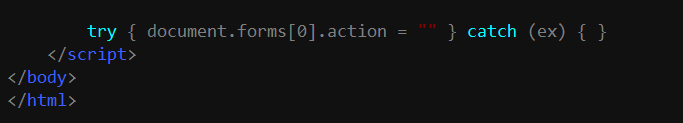 try { document.forms[0].action = "" } catch (ex) { }
</script>
</body>
</html>